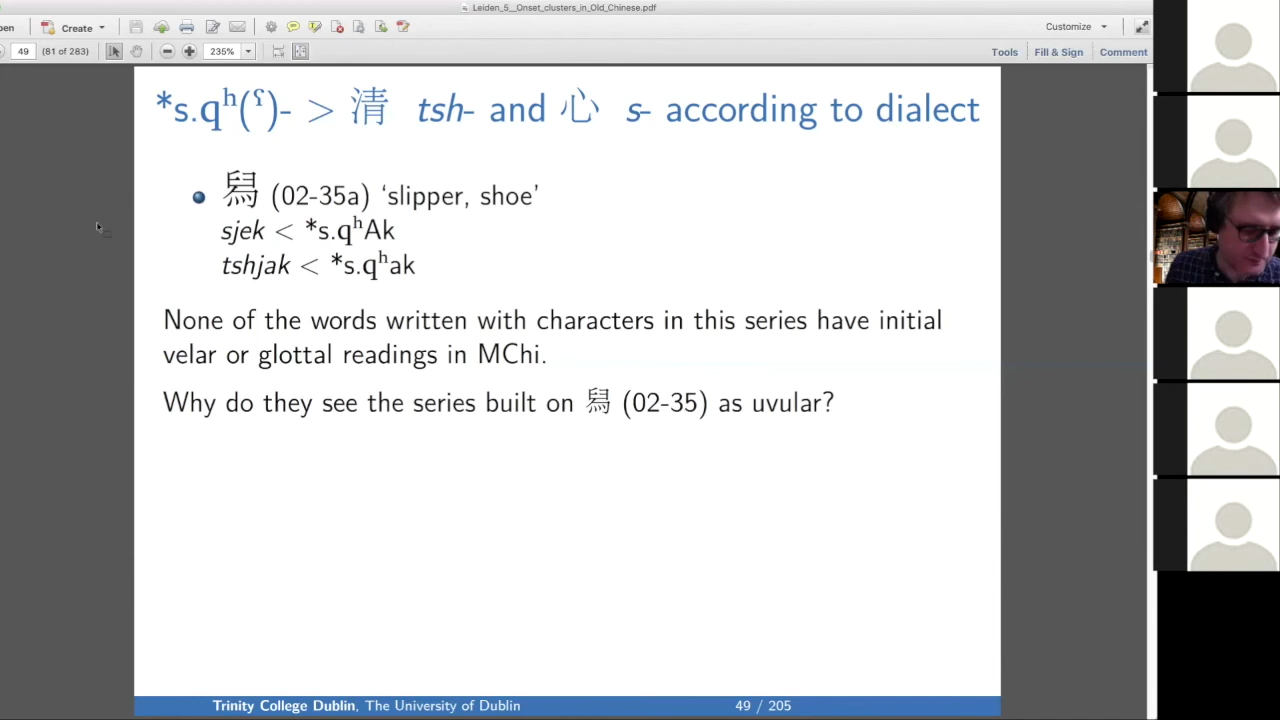 Leiden_5__Onset_clusters_in_Old_Chinese.pdf
pen Create Customize
49 (81 of 283) 235% Tools Fill & Sign Comment
*s.qʰ(ˤ)- > 清 tsh- and 心 s- according to dialect
舄 (02-35a) ‘slipper, shoe’
sjek < *s.qʰAk
tshjak < *s.qʰak
None of the words written with characters in this series have initial
velar or glottal readings in MChi.
Why do they see the series built on 舄 (02-35) as uvular?
Trinity College Dublin, The University of Dublin 49 / 205